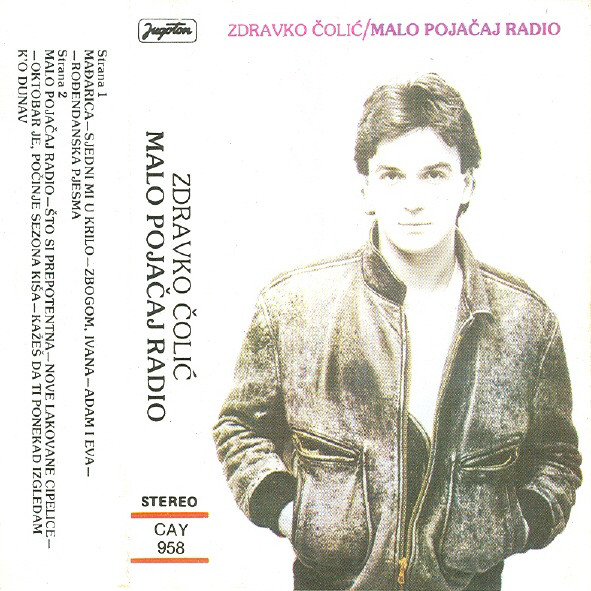 Strana 1
MAĐARICA—SJEDNI MI U KRILO—ZBOGOM, IVANA—ADAM I EVA—
—ROĐENDANSKA PJESMA
Strana 2
MALO POJAČAJ RADIO—ŠTO SI PREPOTENTNA—NOVE LAKOVANE CIPELICE—
—OKTOBAR JE, POČINJE SEZONA KIŠA—KAŽEŠ DA TI PONEKAD IZGLEDAM
K'O DUNAV
Jugoton
ZDRAVKO ČOLIĆ
MALO POJAČAJ RADIO
STEREO
CAY
958
ZDRAVKO ČOLIĆ/MALO POJAČAJ RADIO